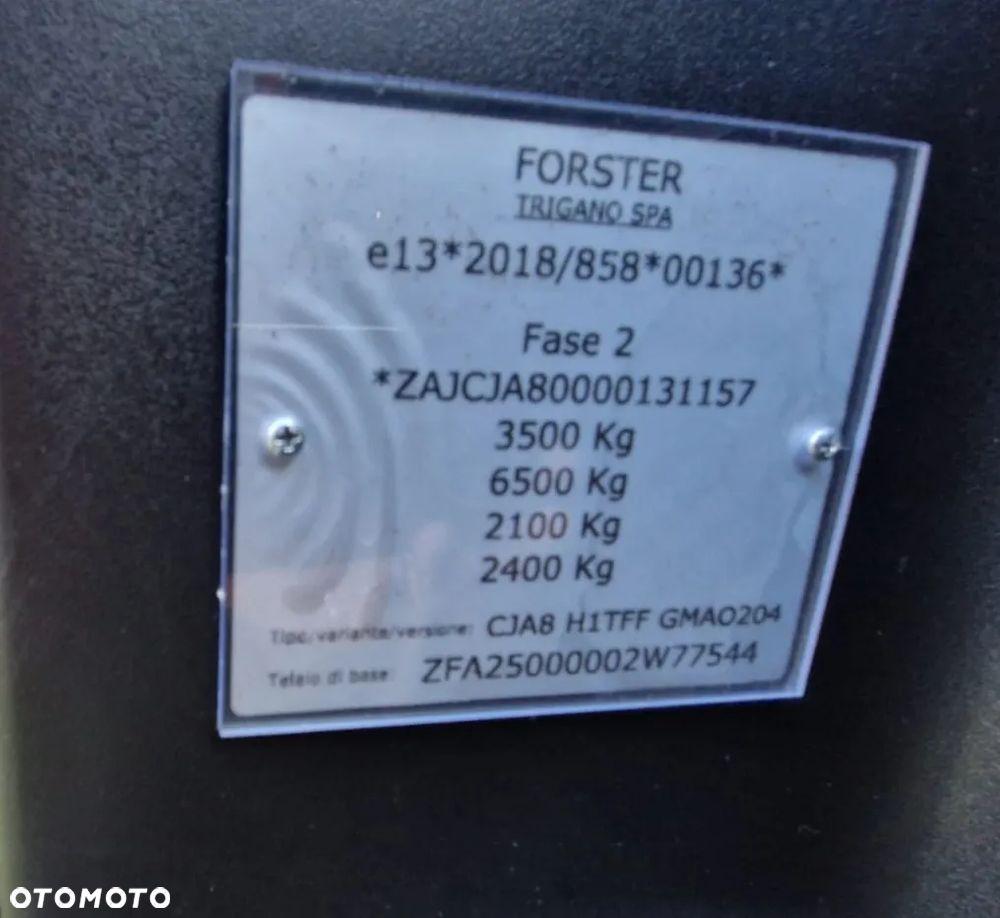 FORSTER
TRIGANO SPA
e13*2018/858*00136*
Fase 2
*ZAJCJA80000131157
3500 Kg
6500 Kg
2100 Kg
2400 Kg
Tipo/variante/versione: CJA8 H1TFF GMAO204
Telaio di base: ZFA25000002W77544
OTOMOTO